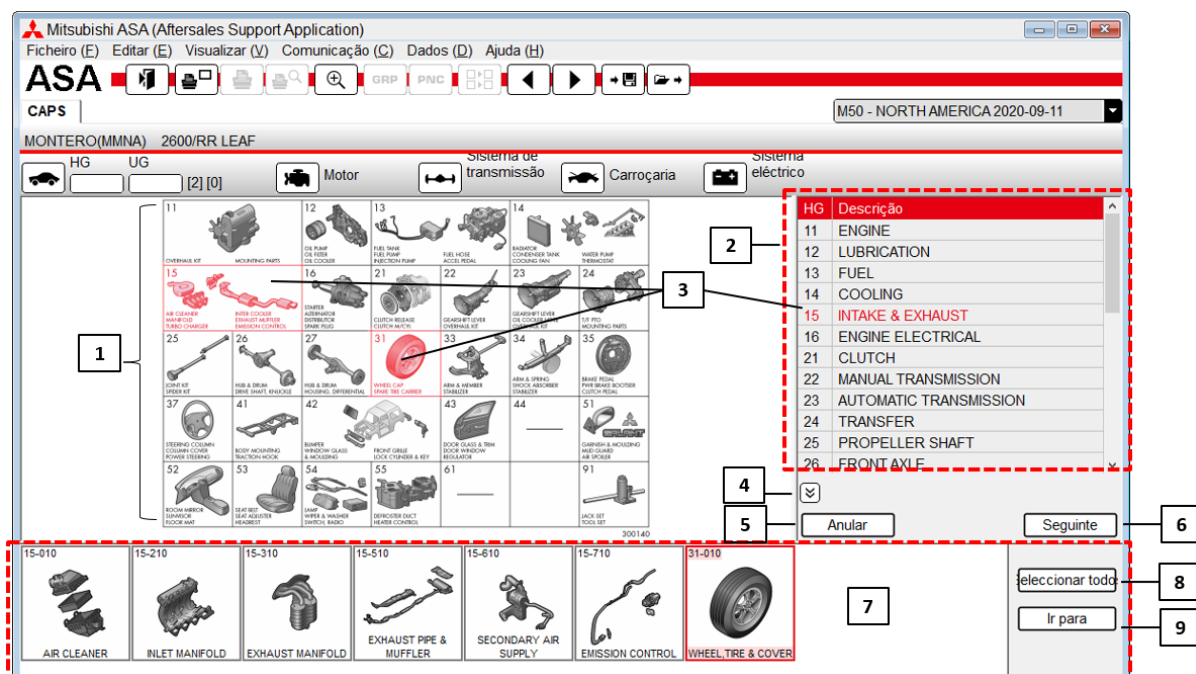 Mitsubishi ASA (Aftersales Support Application)
Ficheiro (F) Editar (E) Visualizar (V) Comunicação (C) Dados (D) Ajuda (H)
ASA GRP PNC
CAPS M50 - NORTH AMERICA 2020-09-11
MONTERO(MMNA) 2600/RR LEAF
HG UG [2] [0]
Motor
Sistema de
transmissão
Carroçaria
Sistema
eléctrico
1
2
3
4
5
6
7
8
9
11
OVERHAUL KIT MOUNTING PARTS
12
OIL PUMP
OIL FILTER
OIL COOLER
13
FUEL TANK
FUEL PUMP
INJECTION PUMP
FUEL HOSE
ACCEL PEDAL
14
RADIATOR
CONDENSER TANK
COOLING FAN
WATER PUMP
THERMOSTAT
15
AIR CLEANER
MANIFOLD
TURBO CHARGER
INTER COOLER
EXHAUST MUFFLER
EMISSION CONTROL
16
STARTER
ALTERNATOR
DISTRIBUTOR
SPARK PLUG
21
CLUTCH RELEASE
CLUTCH M/CYL
22
GEARSHIFT LEVER
OVERHAUL KIT
23
GEARSHIFT LEVER
24
T/F PTO
MOUNTING PARTS
25
JOINT KIT
SPIDER KIT
26
HUB & DRUM
DRIVE SHAFT, KNUCKLE
27
HUB & DRUM
HOUSING, DIFFERENTIAL
31
WHEEL CAP
SPARE TIRE CARRIER
33
ARM & MEMBER
STABILIZER
34
ARM & SPRING
SHOCK ABSORBER
STABILIZER
35
BRAKE PEDAL
PWR BRAKE BOOTSER
CLUTCH PEDAL
37
STEERING COLUMN
COLUMN COVER
POWER STEERING
41
BODY MOUNTING
TRACTION HOOK
42
BUMPER
WINDOW GLASS
& MOULDING
FRONT GRILLE
LOCK CYLINDER & KEY
43
DOOR GLASS & TRIM
DOOR WINDOW
REGULATOR
44
51
GARNISH & MOULDING
MUD GUARD
AIR SPOILER
52
ROOM MIRROR
SUNVISOR
FLOOR MAT
53
SEAT BELT
SEAT ADJUSTER
HEADREST
54
LAMP
WIPER & WASHER
SWITCH, RADIO
55
DEFROSTER DUCT
HEATER CONTROL
61
91
JACK SET
TOOL SET
300140
HG Descrição
11 ENGINE
12 LUBRICATION
13 FUEL
14 COOLING
15 INTAKE & EXHAUST
16 ENGINE ELECTRICAL
21 CLUTCH
22 MANUAL TRANSMISSION
23 AUTOMATIC TRANSMISSION
24 TRANSFER
25 PROPELLER SHAFT
26 FRONT AXLE
Anular Seguinte
15-010
AIR CLEANER
15-210
INLET MANIFOLD
15-310
EXHAUST MANIFOLD
15-510
EXHAUST PIPE &
MUFFLER
15-610
SECONDARY AIR
SUPPLY
15-710
EMISSION CONTROL
31-010
WHEEL,TIRE & COVER
eleccionar todo
Ir para